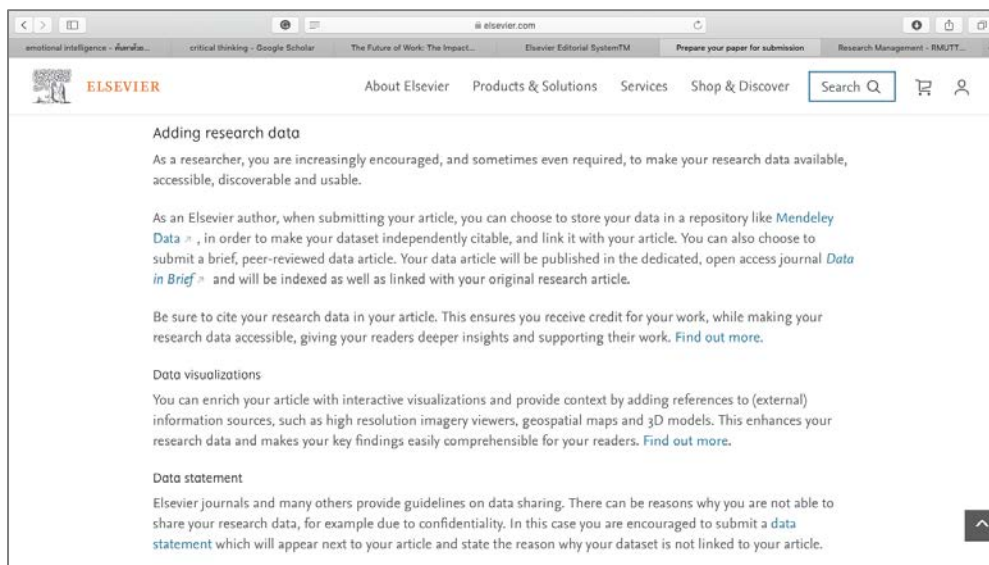 elsevier.com
emotional intelligence - ค้นหาด้วย...
critical thinking - Google Scholar
The Future of Work: The Impact...
Elsevier Editorial SystemTM
Prepare your paper for submission
Research Management - RMUTT...
ELSEVIER
About Elsevier
Products & Solutions
Services
Shop & Discover
Search
Adding research data
As a researcher, you are increasingly encouraged, and sometimes even required, to make your research data available,
accessible, discoverable and usable.
As an Elsevier author, when submitting your article, you can choose to store your data in a repository like Mendeley
Data , in order to make your dataset independently citable, and link it with your article. You can also choose to
submit a brief, peer-reviewed data article. Your data article will be published in the dedicated, open access journal Data
in Brief and will be indexed as well as linked with your original research article.
Be sure to cite your research data in your article. This ensures you receive credit for your work, while making your
research data accessible, giving your readers deeper insights and supporting their work. Find out more.
Data visualizations
You can enrich your article with interactive visualizations and provide context by adding references to (external)
information sources, such as high resolution imagery viewers, geospatial maps and 3D models. This enhances your
research data and makes your key findings easily comprehensible for your readers. Find out more.
Data statement
Elsevier journals and many others provide guidelines on data sharing. There can be reasons why you are not able to
share your research data, for example due to confidentiality. In this case you are encouraged to submit a data
statement which will appear next to your article and state the reason why your dataset is not linked to your article.